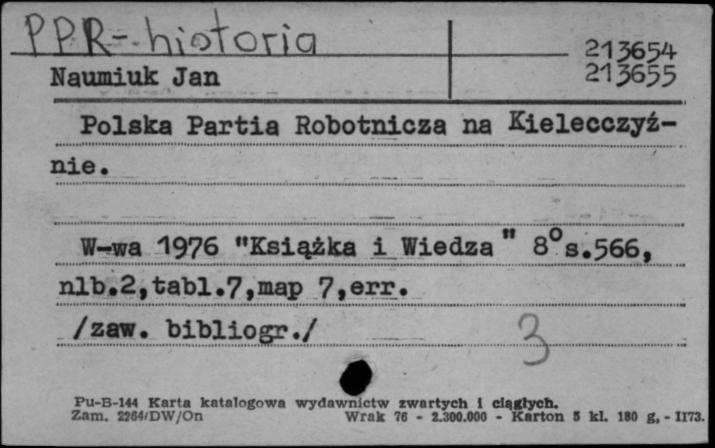 PPR - historia
213654
Naumiuk Jan
213655
Polska Partia Robotnicza na Kielecczyź-
nie.
W-wa 1976 "Książka i Wiedza" 8° s.566,
nlb.2,tabl.7,map 7,err.
/zaw. bibliogr./
3
Pu-B-144 Karta katalogowa wydawnictw zwartych i ciągłych.
Zam. 2264/DW/On Wrak 76 - 2.300.000 - Karton 5 kl. 180 g. - II73.